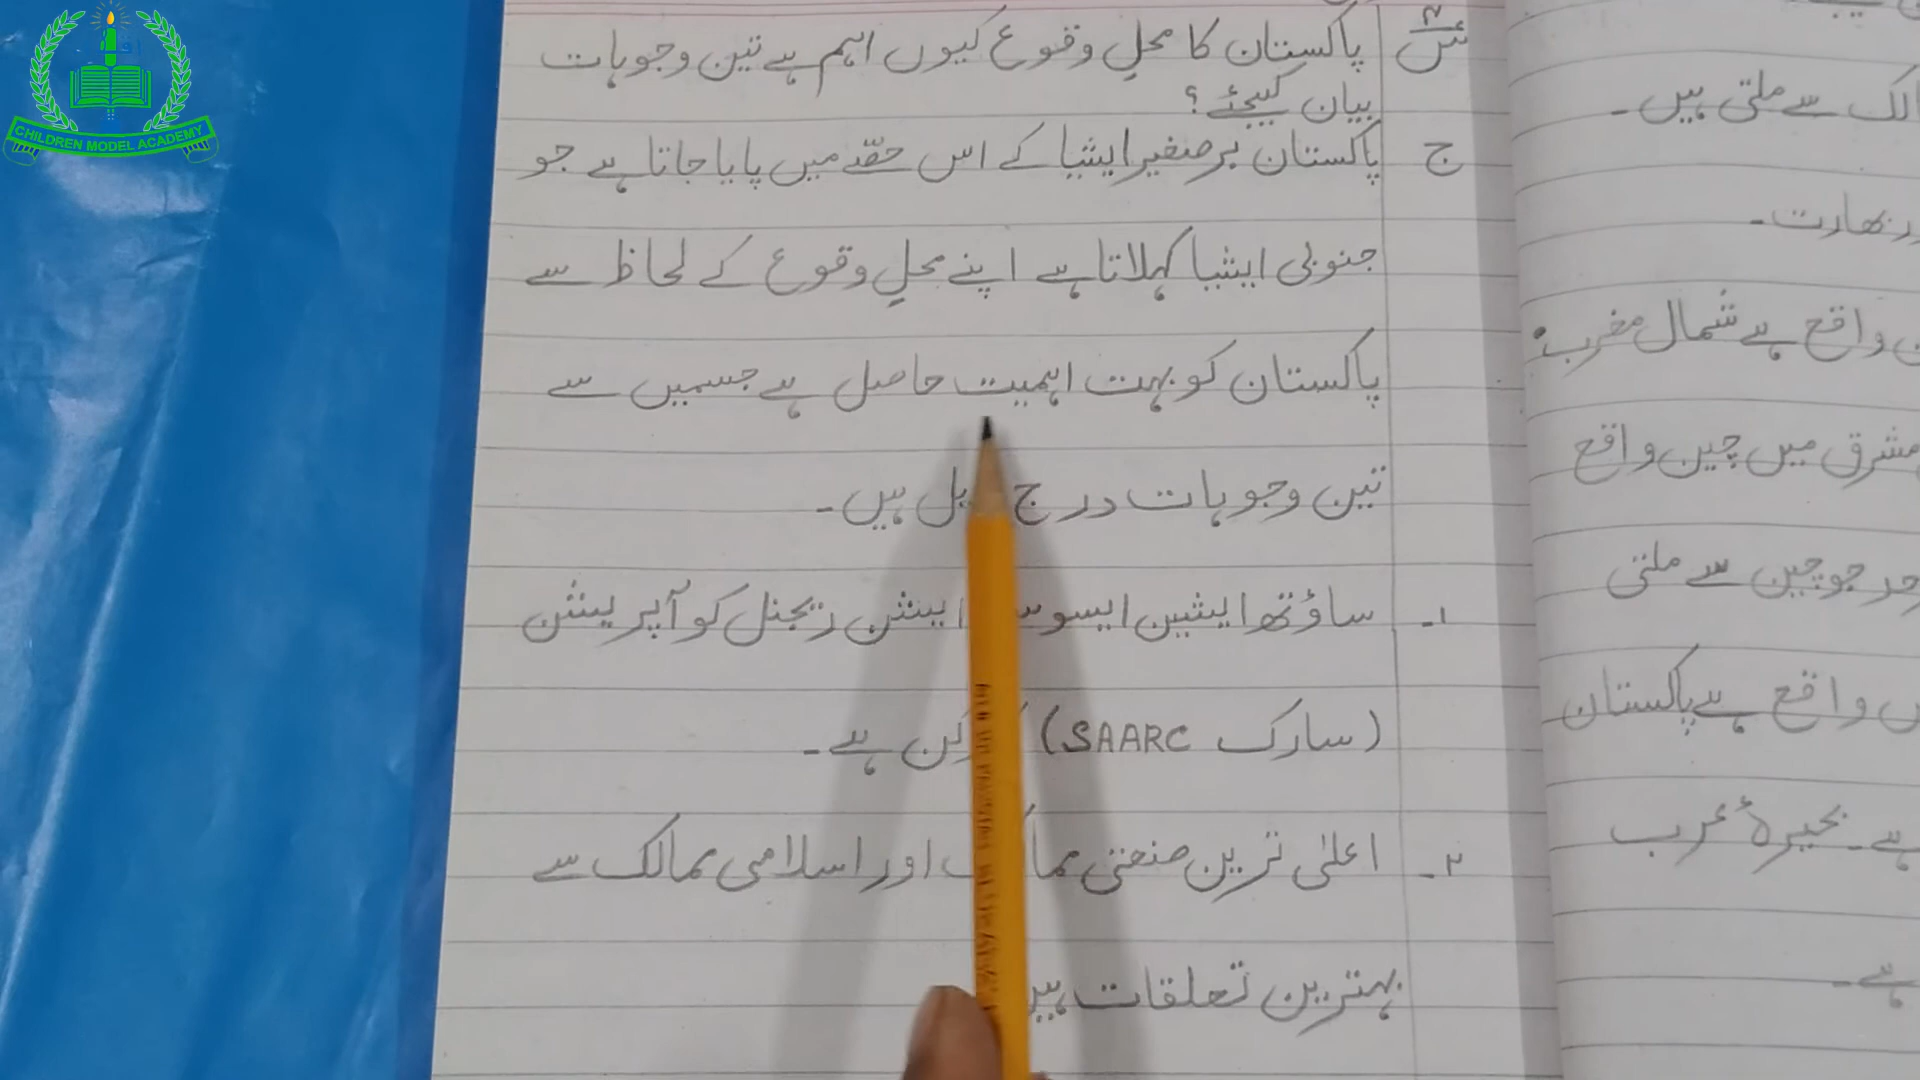 CHILDREN MODEL ACADEMY
س۴ پاکستان کا محلِ وقوع کیوں اہم ہے تین وجوہات
بیان کیجئے؟
ج پاکستان برصغیر ایشیا کے اس حصّہ میں پایا جاتا ہے جو
جنوبی ایشیا کہلاتا ہے اپنے محلِ وقوع کے لحاظ سے
پاکستان کو بہت اہمیت حاصل ہے جسمیں سے
تین وجوہات درج ہیں۔
۱۔ ساؤتھ ایشین ریجنل کوآپریشن
(سارک SAARC) رکن ہے۔
۲۔ اعلیٰ ترین صنعتی اور اسلامی ممالک سے
بہترین تعلقات
سے ملتی ہیں۔
بھارت۔
واقع ہے شمال مغرب
مشرق میں چین واقع
جو چین سے ملتی
واقع ہے پاکستان
ہے۔ بحیرۂ عرب
ہے۔